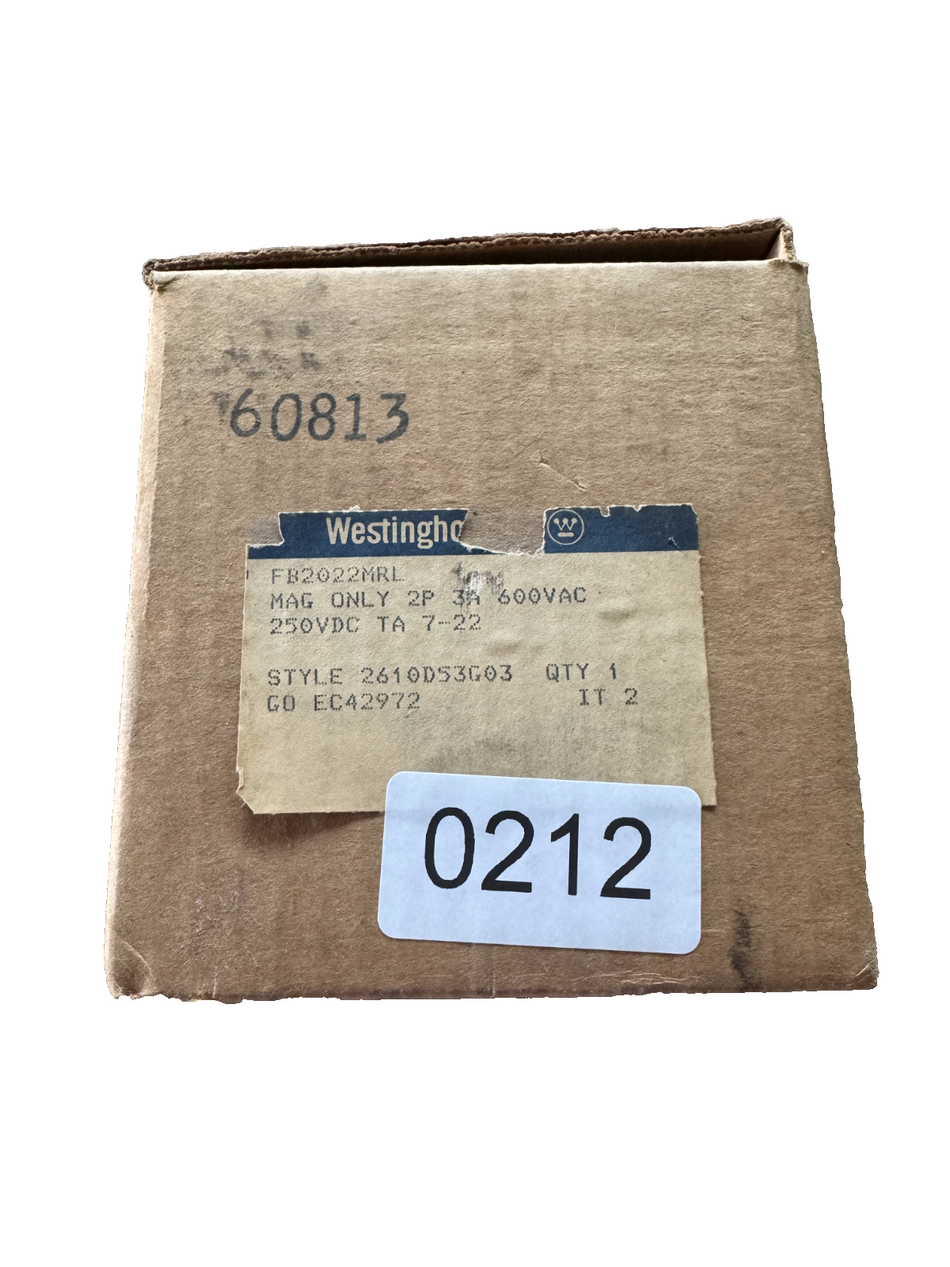 60813
Westingho
W
FB2022MRL
MAG ONLY 2P 3A 600VAC
250VDC TA 7-22
STYLE 2610D53G03 QTY 1
GO EC42972 IT 2
0212